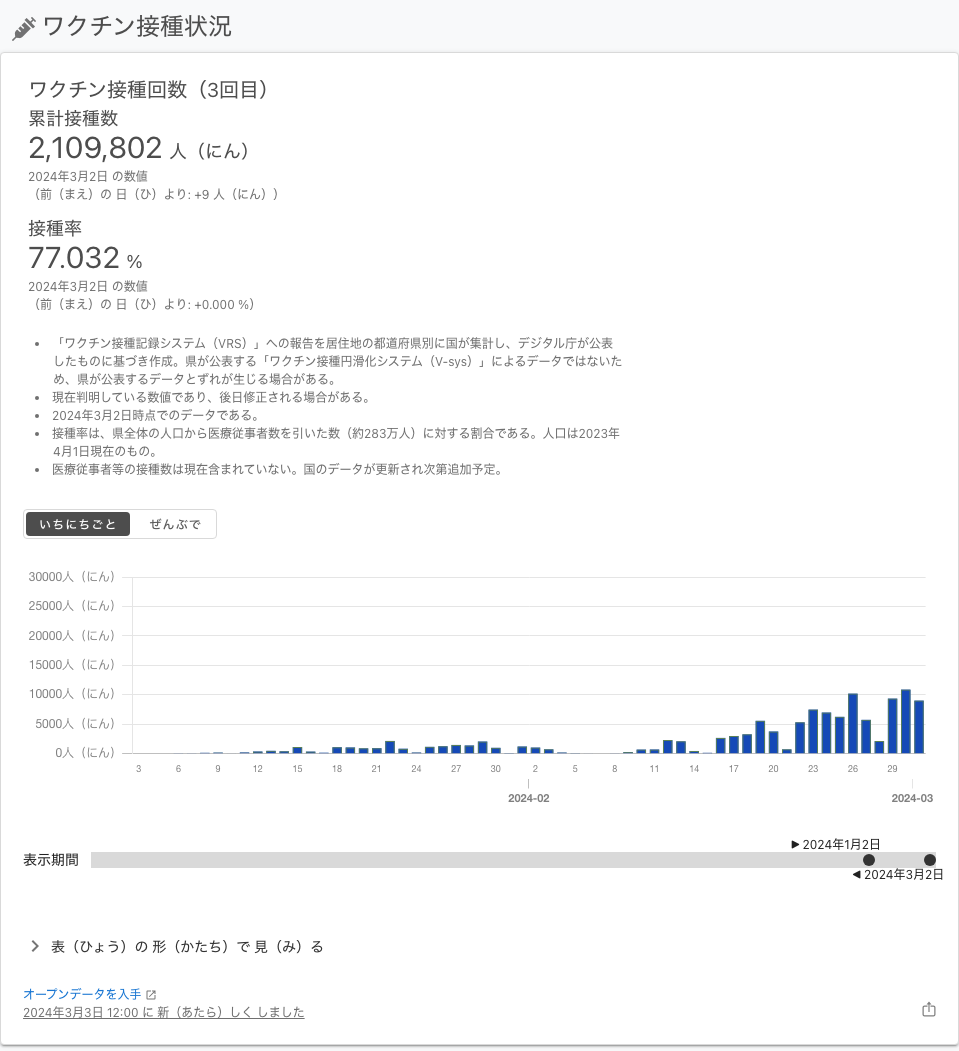 ワクチン接種状況
ワクチン接種回数（3回目）
累計接種数
2,109,802 人（にん）
2024年3月2日 の数値
（前（まえ）の 日（ひ）より: +9 人（にん））
接種率
77.032 %
2024年3月2日 の数値
（前（まえ）の 日（ひ）より: +0.000 %）
• 「ワクチン接種記録システム（VRS）」への報告を居住地の都道府県別に国が集計し、デジタル庁が公表
したものに基づき作成。県が公表する「ワクチン接種円滑化システム（V-sys）」によるデータではないた
め、県が公表するデータとずれが生じる場合がある。
• 現在判明している数値であり、後日修正される場合がある。
• 2024年3月2日時点でのデータである。
• 接種率は、県全体の人口から医療従事者数を引いた数（約283万人）に対する割合である。人口は2023年
4月1日現在のもの。
• 医療従事者等の接種数は現在含まれていない。国のデータが更新され次第追加予定。
いちにちごと ぜんぶで
30000人（にん）
25000人（にん）
20000人（にん）
15000人（にん）
10000人（にん）
5000人（にん）
0人（にん）
3 6 9 12 15 18 21 24 27 30 2 5 8 11 14 17 20 23 26 29
2024-02 2024-03
▶ 2024年1月2日
表示期間
◀ 2024年3月2日
表（ひょう）の 形（かたち）で 見（み）る
オープンデータを入手
2024年3月3日 12:00 に 新（あたら）しく しました